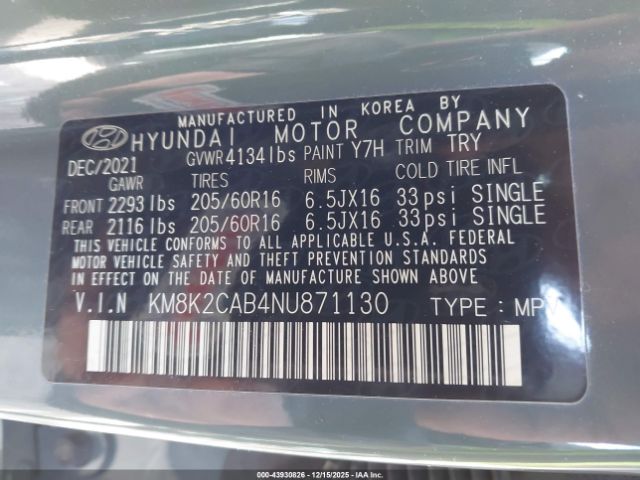 MANUFACTURED IN KOREA BY
HYUNDAI MOTOR COMPANY
DEC/2021 GVWR 4134 lbs PAINT Y7H TRIM TRY
GAWR TIRES RIMS COLD TIRE INFL
FRONT 2293 lbs 205/60R16 6.5JX16 33 psi SINGLE
REAR 2116 lbs 205/60R16 6.5JX16 33 psi SINGLE
THIS VEHICLE CONFORMS TO ALL APPLICABLE U.S.A. FEDERAL
MOTOR VEHICLE SAFETY AND THEFT PREVENTION STANDARDS
IN EFFECT ON THE DATE OF MANUFACTURE SHOWN ABOVE.
V.I.N KM8K2CAB4NU871130 TYPE : MPV
000-43930826 - 12/15/2025 - COPART